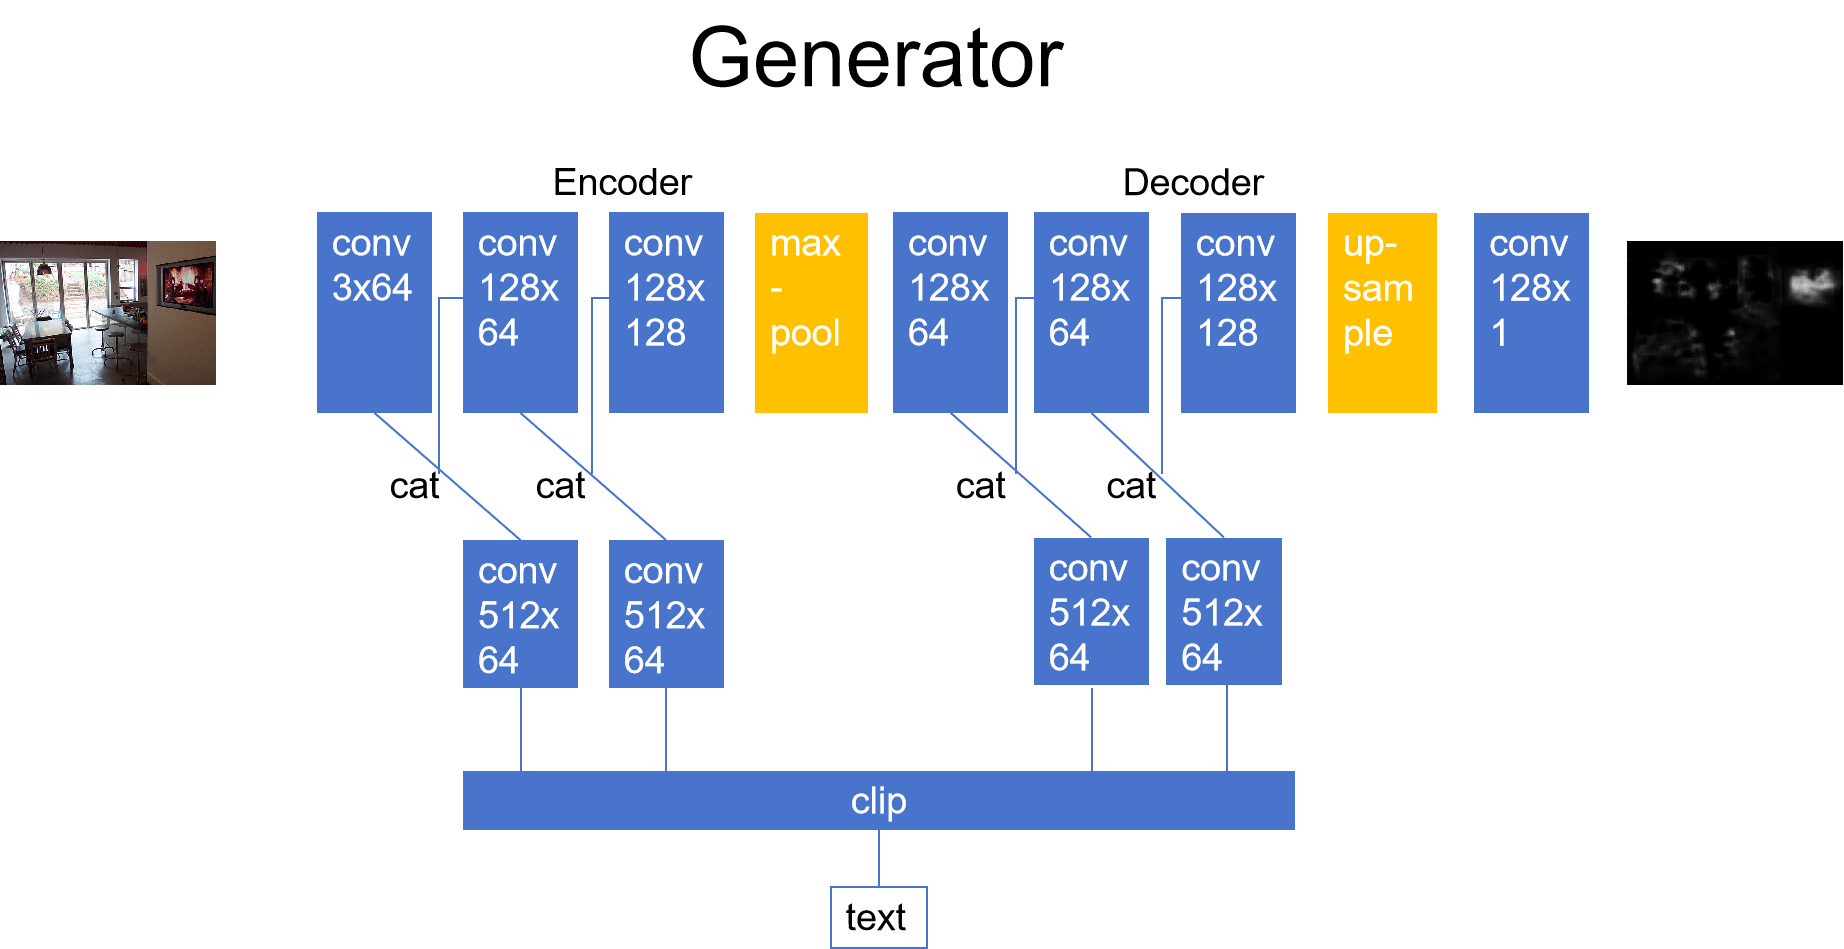 Generator
Encoder
Decoder
conv
3x64
conv
128x
64
conv
128x
128
max
-
pool
conv
128x
64
conv
128x
64
conv
128x
128
up-
sam
ple
conv
128x
1
cat
cat
cat
cat
conv
512x
64
conv
512x
64
conv
512x
64
conv
512x
64
clip
text